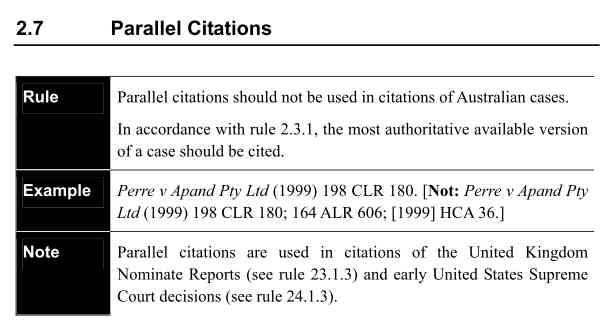 2.7 Parallel Citations
Rule
Parallel citations should not be used in citations of Australian cases.
In accordance with rule 2.3.1, the most authoritative available version
of a case should be cited.
Example
Perre v Apand Pty Ltd (1999) 198 CLR 180. [Not: Perre v Apand Pty
Ltd (1999) 198 CLR 180; 164 ALR 606; [1999] HCA 36.]
Note
Parallel citations are used in citations of the United Kingdom
Nominate Reports (see rule 23.1.3) and early United States Supreme
Court decisions (see rule 24.1.3).